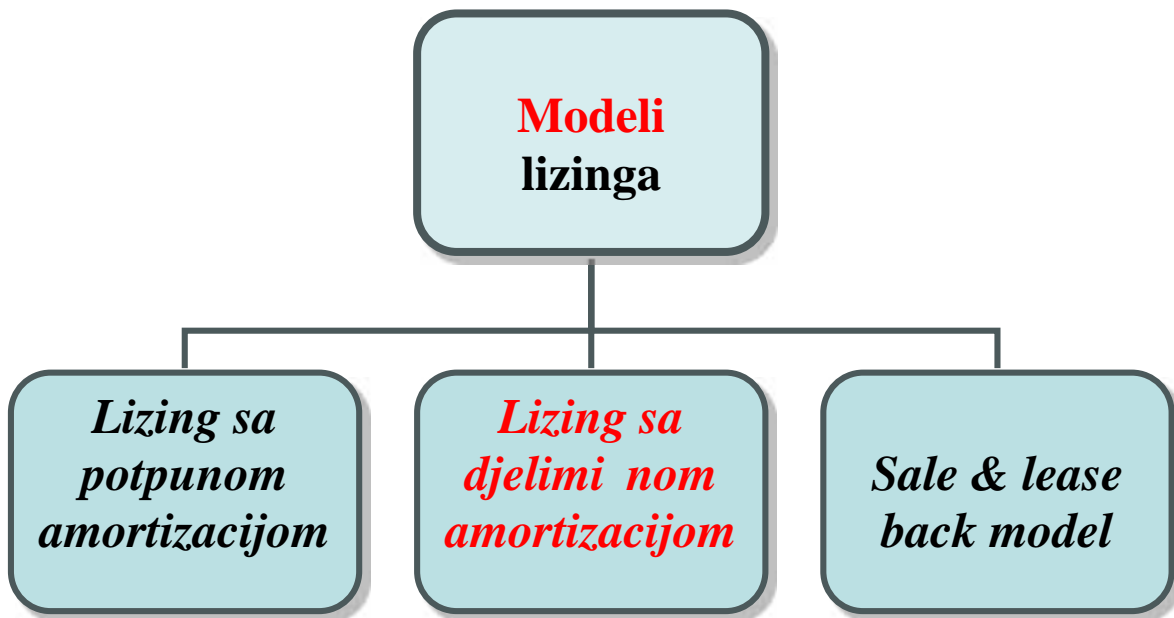 Modeli
lizinga
Lizing sa
potpunom
amortizacijom
Lizing sa
djelimi nom
amortizacijom
Sale & lease
back model